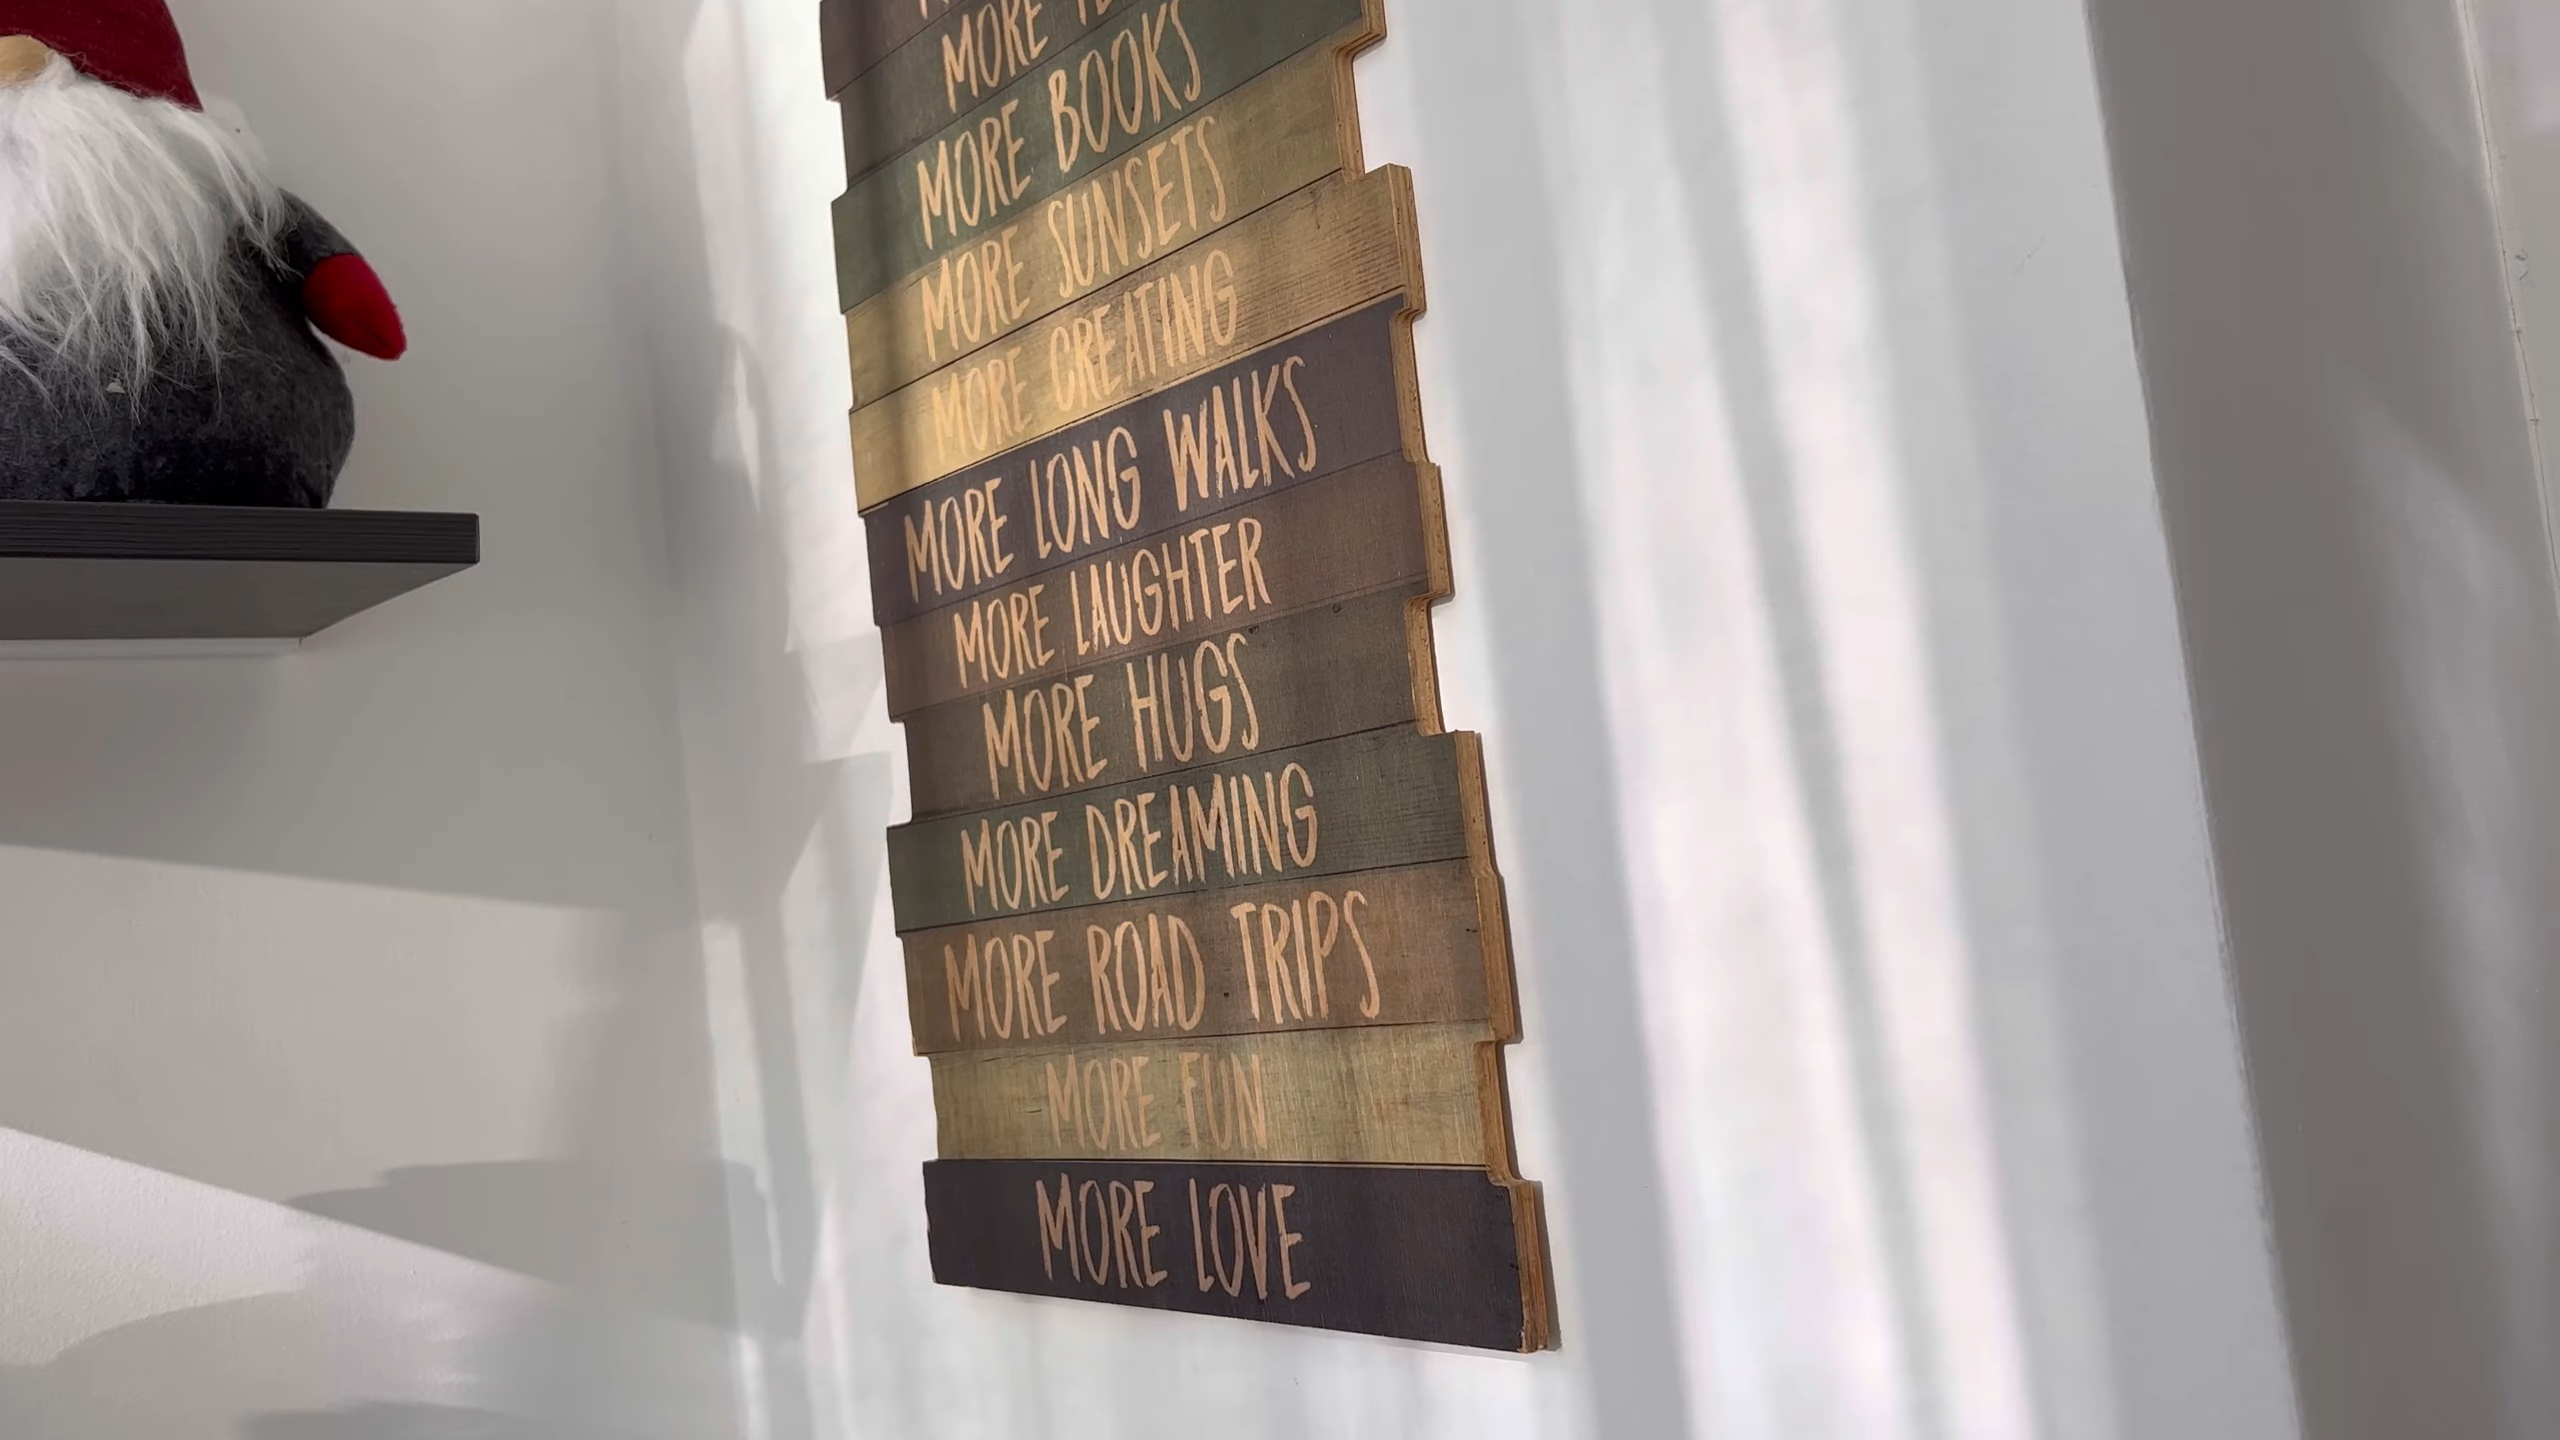 MORE
MORE BOOKS
MORE SUNSETS
MORE CREATING
MORE LONG WALKS
MORE LAUGHTER
MORE HUGS
MORE DREAMING
MORE ROAD TRIPS
MORE FUN
MORE LOVE